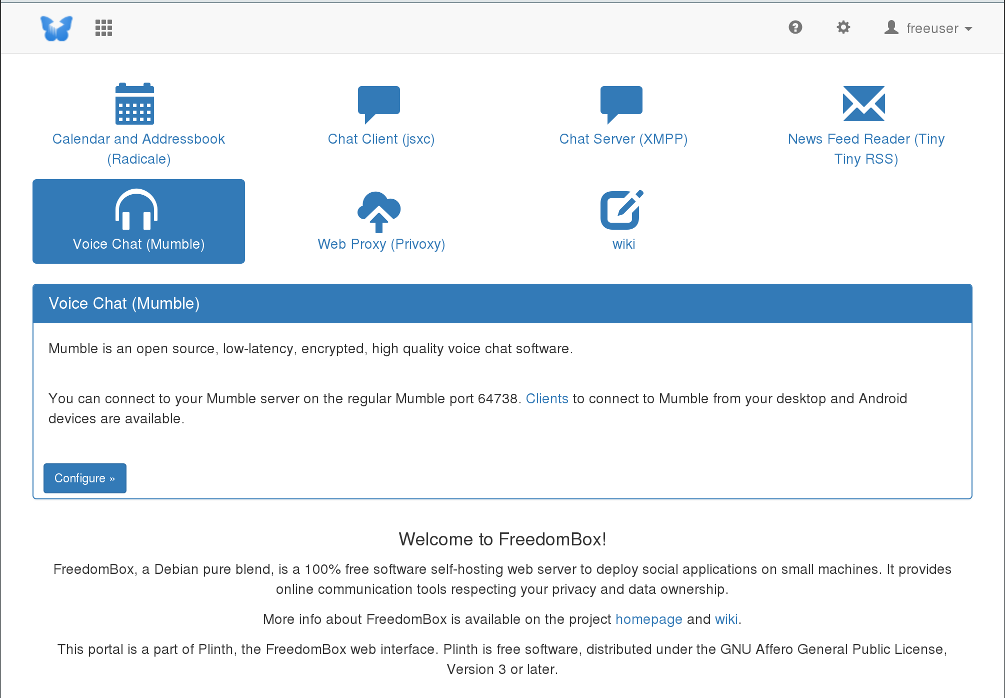 freeuser
Calendar and Addressbook
(Radicale)
Chat Client (jsxc)
Chat Server (XMPP)
News Feed Reader (Tiny
Tiny RSS)
Voice Chat (Mumble)
Web Proxy (Privoxy)
wiki
Voice Chat (Mumble)
Mumble is an open source, low-latency, encrypted, high quality voice chat software.
You can connect to your Mumble server on the regular Mumble port 64738. Clients to connect to Mumble from your desktop and Android
devices are available.
Configure »
Welcome to FreedomBox!
FreedomBox, a Debian pure blend, is a 100% free software self-hosting web server to deploy social applications on small machines. It provides
online communication tools respecting your privacy and data ownership.
More info about FreedomBox is available on the project homepage and wiki.
This portal is a part of Plinth, the FreedomBox web interface. Plinth is free software, distributed under the GNU Affero General Public License,
Version 3 or later.